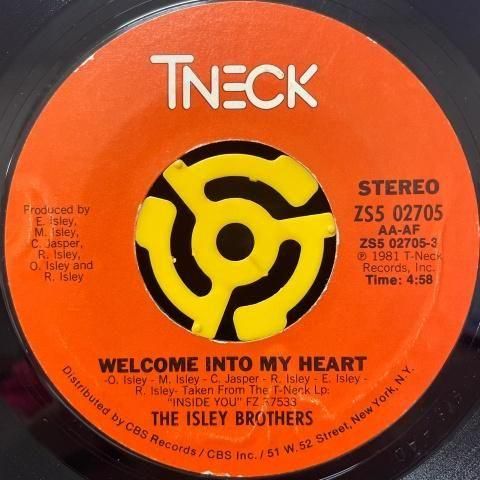 TNECK
Produced by
E. Isley,
M. Isley,
C. Jasper,
R. Isley,
O. Isley and
R. Isley
STEREO
ZS5 02705
AA-AF
ZS5 02705-3
℗ 1981 T-Neck
Records, Inc.
Time: 4:58
WELCOME INTO MY HEART
-O. Isley - M. Isley - C. Jasper - R. Isley - E. Isley -
R. Isley- Taken From The T-Neck Lp:
"INSIDE YOU" FZ 37533
THE ISLEY BROTHERS
Distributed by CBS Records / CBS Inc. / 51 W. 52 Street, New York, N.Y.